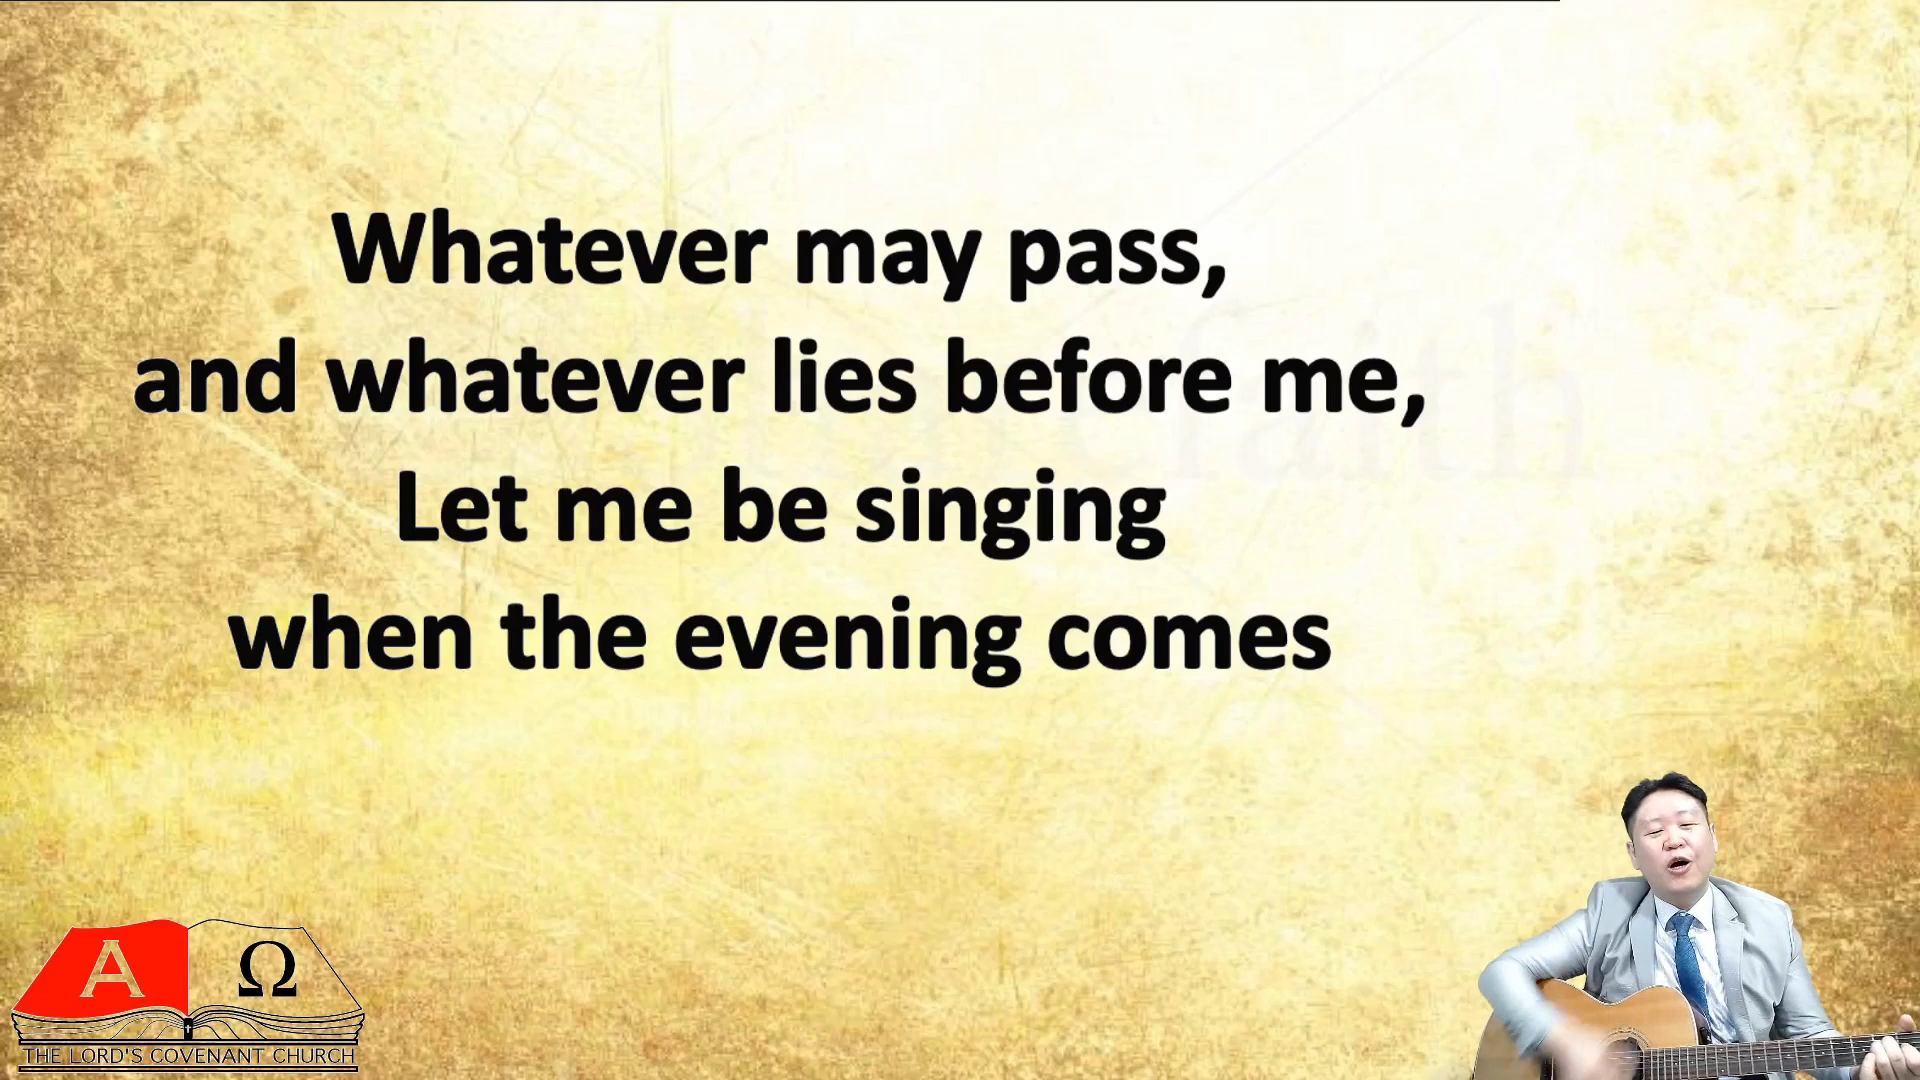 Whatever may pass,
and whatever lies before me,
Let me be singing
when the evening comes
Α Ω
THE LORD'S COVENANT CHURCH